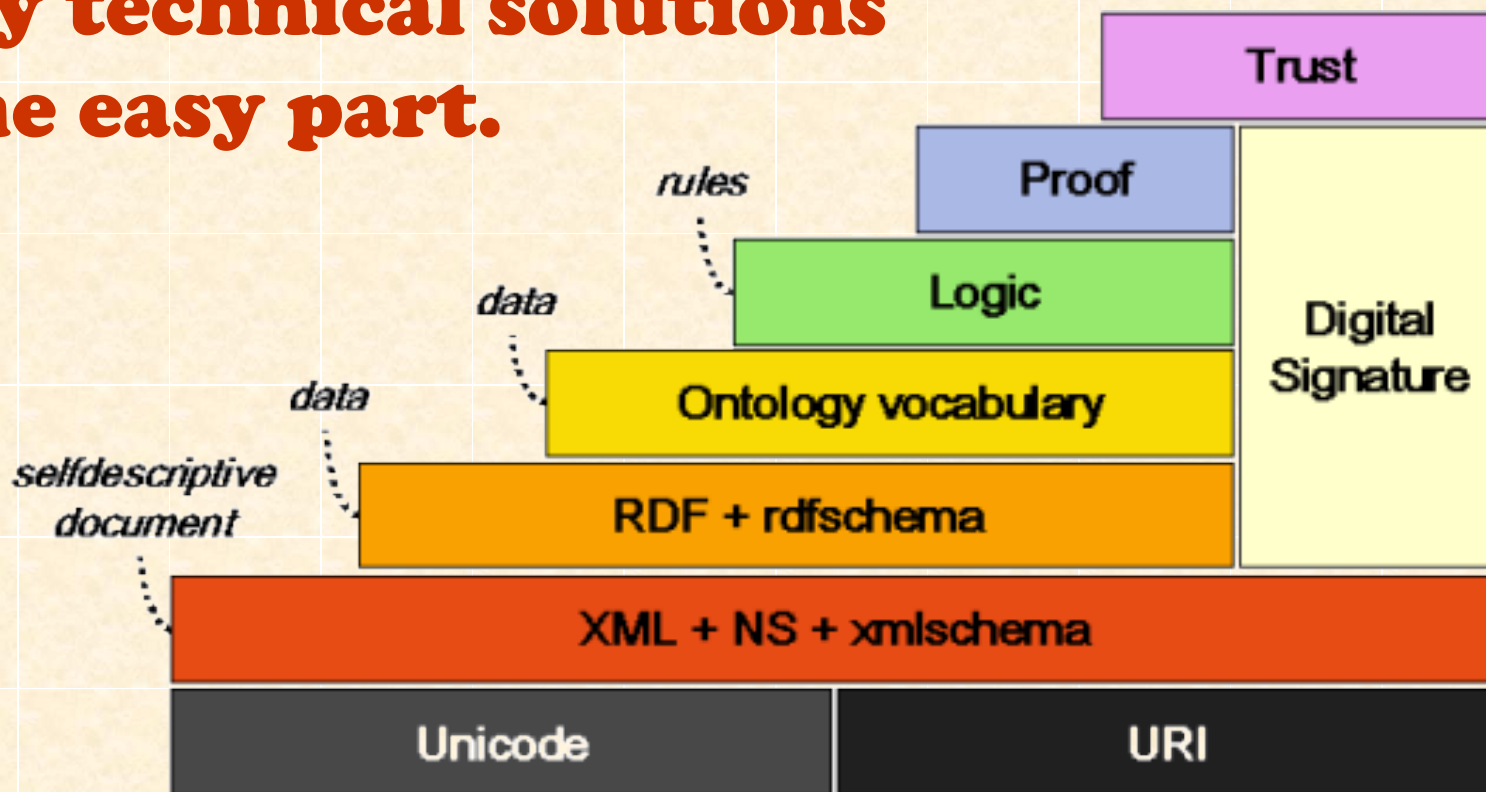 y technical solutions
e easy part.
Trust
Proof
rules
Logic
Digital
Signature
data
Ontology vocabulary
data
RDF + rdfschema
selfdescriptive
document
XML + NS + xmlschema
Unicode
URI